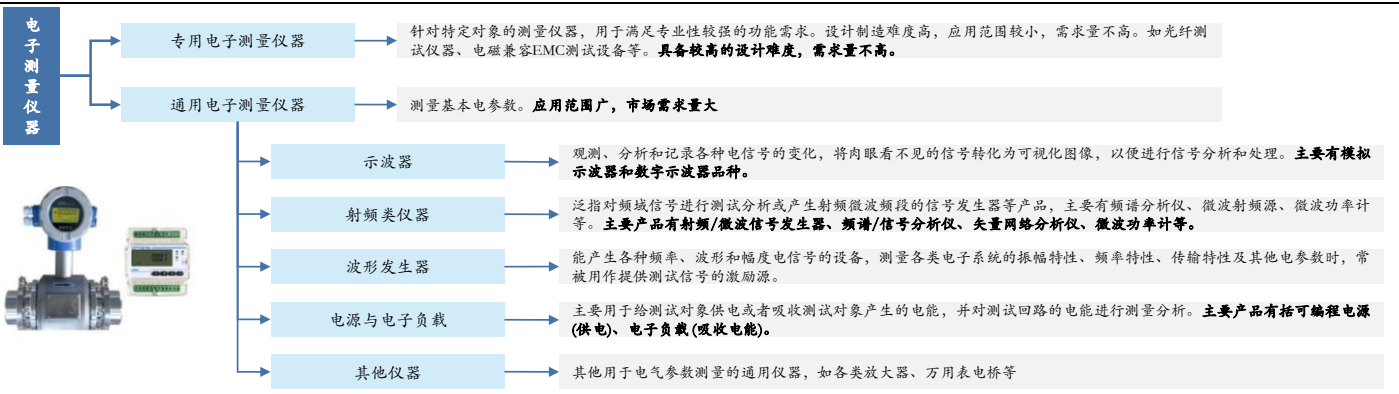 电子测量仪器
专用电子测量仪器
针对特定对象的测量仪器，用于满足专业性较强的功能需求。设计制造难度高，应用范围较小，需求量不高。如光纤测
试仪器、电磁兼容EMC测试设备等。具备较高的设计难度，需求量不高。
通用电子测量仪器
测量基本电参数。应用范围广，市场需求量大
示波器
观测、分析和记录各种电信号的变化，将肉眼看不见的信号转化为可视化图像，以便进行信号分析和处理。主要有模拟
示波器和数字示波器品种。
射频类仪器
泛指对频域信号进行测试分析或产生射频微波频段的信号发生器等产品，主要有频谱分析仪、微波射频源、微波功率计
等。主要产品有射频/微波信号发生器、频谱/信号分析仪、矢量网络分析仪、微波功率计等。
波形发生器
能产生各种频率、波形和幅度电信号的设备，测量各类电子系统的振幅特性、频率特性、传输特性及其他电参数时，常
被用作提供测试信号的激励源。
电源与电子负载
主要用于给测试对象供电或者吸收测试对象产生的电能，并对测试回路的电能进行测量分析。主要产品有括可编程电源
(供电)、电子负载(吸收电能)。
其他仪器
其他用于电气参数测量的通用仪器，如各类放大器、万用表电桥等